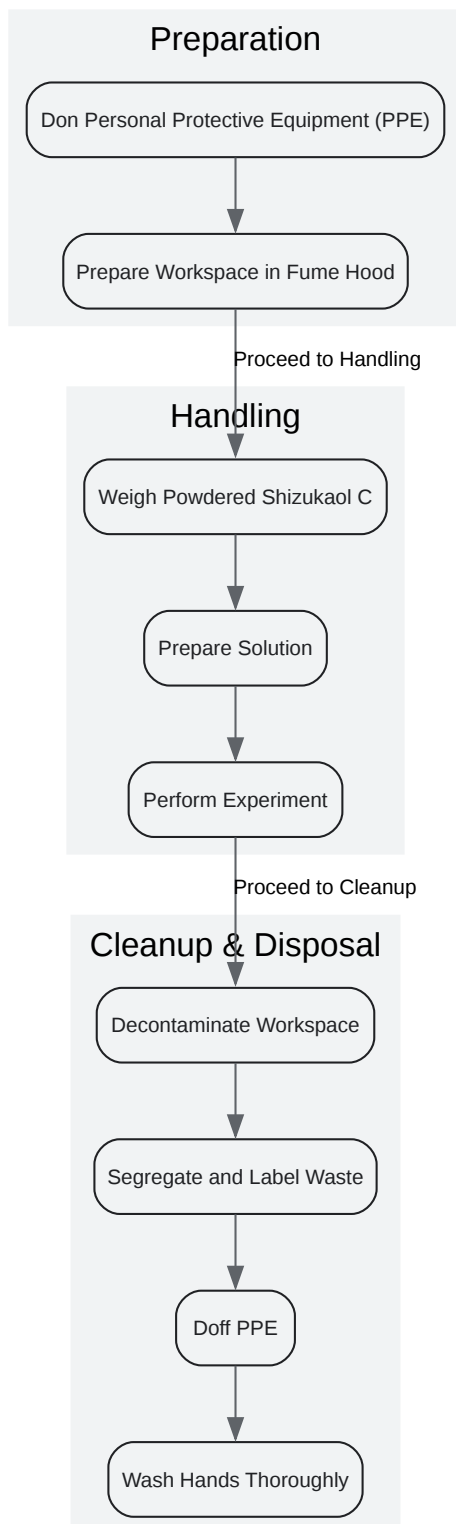 Preparation
Don Personal Protective Equipment (PPE)
Prepare Workspace in Fume Hood
Proceed to Handling
Handling
Weigh Powdered Shizukaol C
Prepare Solution
Perform Experiment
Proceed to Cleanup
Cleanup & Disposal
Decontaminate Workspace
Segregate and Label Waste
Doff PPE
Wash Hands Thoroughly